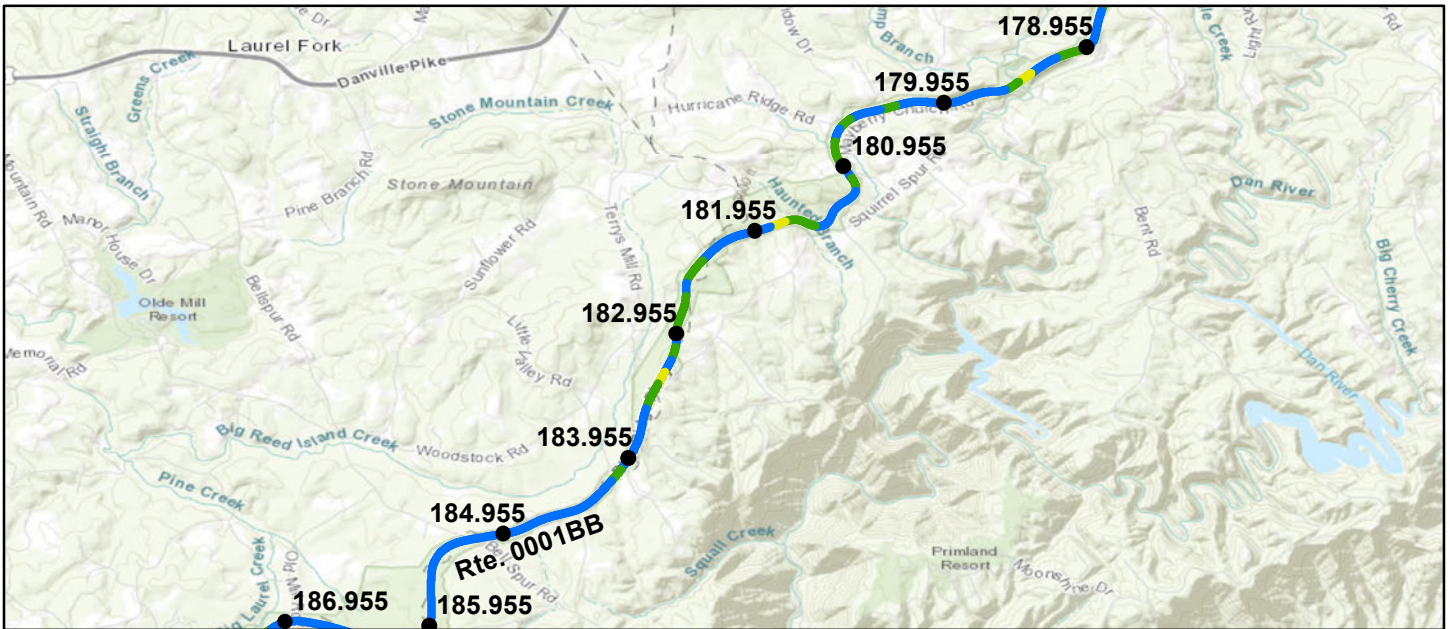 178.955
Laurel Fork
Danville Pike
Greens Creek
Straight Branch
Stone Mountain Creek
Hurricane Ridge Rd
179.955
180.955
Stone Mountain
Pine Branch Rd
Squirrel Spur Rd
Dan River
Manor House Dr
181.955
Haunted Branch
Terrys Mill Rd
Sunflower Rd
Bent Rd
Big Cherry Creek
Olde Mill
Resort
Bellspur Rd
182.955
Little Valley Rd
Memorial Rd
Dan River
183.955
Big Reed Island Creek
Woodstock Rd
Pine Creek
184.955
Rte. 0001BB
Bell Spur Rd
Squall Creek
Primland
Resort
Moonshine Dr
186.955
185.955